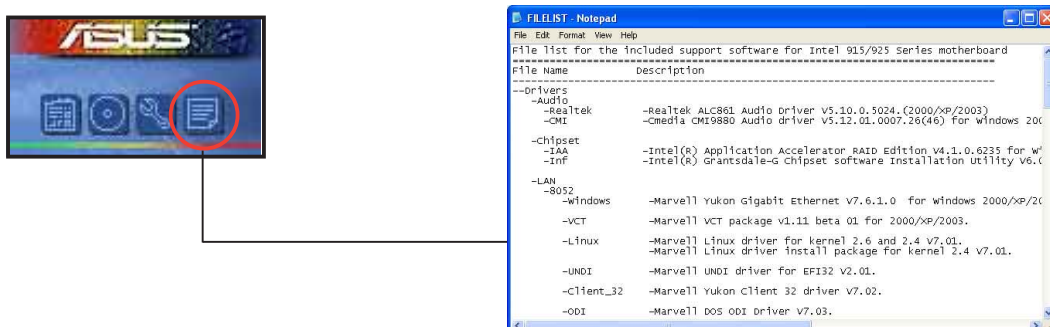 ASUS
FILELIST - Notepad
File Edit Format View Help
File list for the included support software for Intel 915/925 Series motherboard
================================================================================
File Name Description
--------------------------------------------------------------------------------
--Drivers
-Audio
-Realtek -Realtek ALC861 Audio Driver V5.10.0.5024.(2000/XP/2003)
-CMI -Cmedia CMI9880 Audio driver V5.12.01.0007.26(46) for Windows 200
-Chipset
-IAA -Intel(R) Application Accelerator RAID Edition V4.1.0.6235 for
-Inf -Intel(R) Grantsdale-G Chipset software Installation Utility V6.
-LAN
-8052
-Windows -Marvell Yukon Gigabit Ethernet V7.6.1.0 for Windows 2000/XP/20
-VCT -Marvell VCT package v1.11 beta 01 for 2000/XP/2003.
-Linux -Marvell Linux driver for kernel 2.6 and 2.4 V7.01.
-Marvell Linux driver install package for kernel 2.4 V7.01.
-UNDI -Marvell UNDI driver for EFI32 V2.01.
-Client_32 -Marvell Yukon Client 32 driver V7.02.
-ODI -Marvell DOS ODI Driver V7.03.